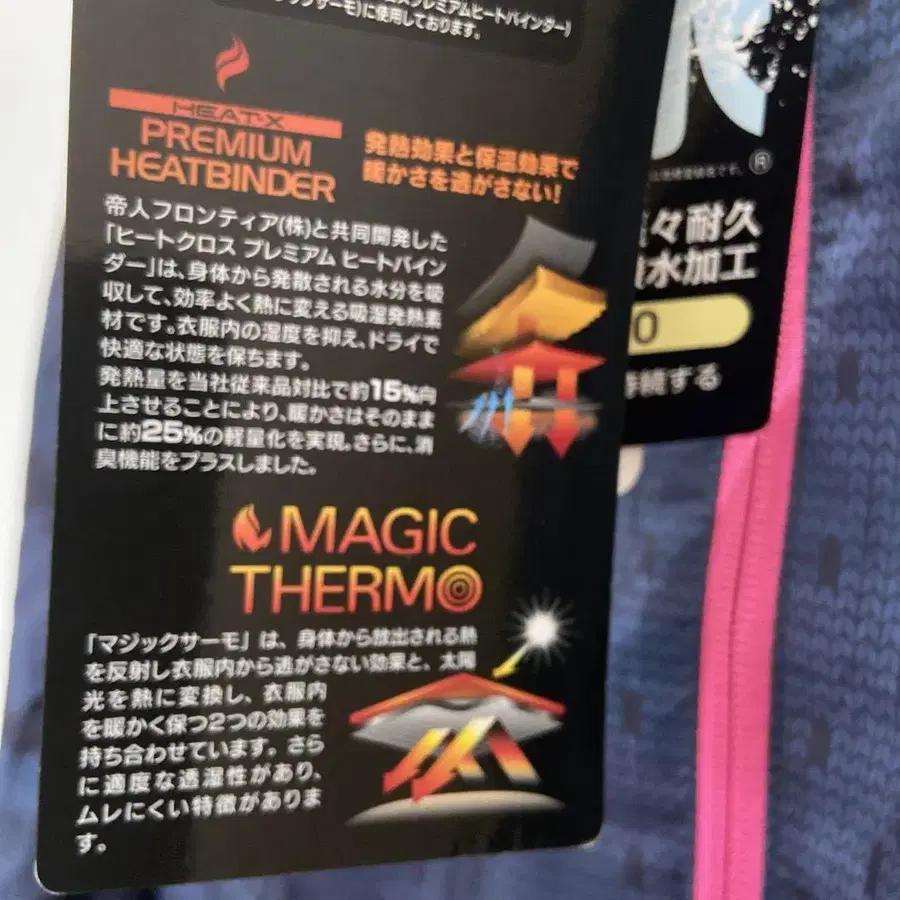 プレミアムヒートバインダー)
ックサーモ)に使用しております。
HEAT-X
PREMIUM
HEATBINDER
発熱効果と保温効果で
暖かさを逃がさない!
帝人フロンティア(株)と共同開発した
「ヒートクロス プレミアム ヒートバイン
ダー」は、身体から発散される水分を吸
収して、効率よく熱に変える吸湿発熱素
材です。衣服内の湿度を抑え、ドライで
快適な状態を保ちます。
発熱量を当社従来品対比で約15%向
上させることにより、暖かさはそのまま
に約25%の軽量化を実現。さらに、消
臭機能をプラスしました。
MAGIC
THERMO
「マジックサーモ」は、身体から放出される熱
を反射し衣服内から逃がさない効果と、太陽
光を熱に変換し、衣服内
を暖かく保つ2つの効果を
持ち合わせています。さら
に適度な透湿性があり、
ムレにくい特徴がありま
す。
®
々耐久
水加工
0
持続する